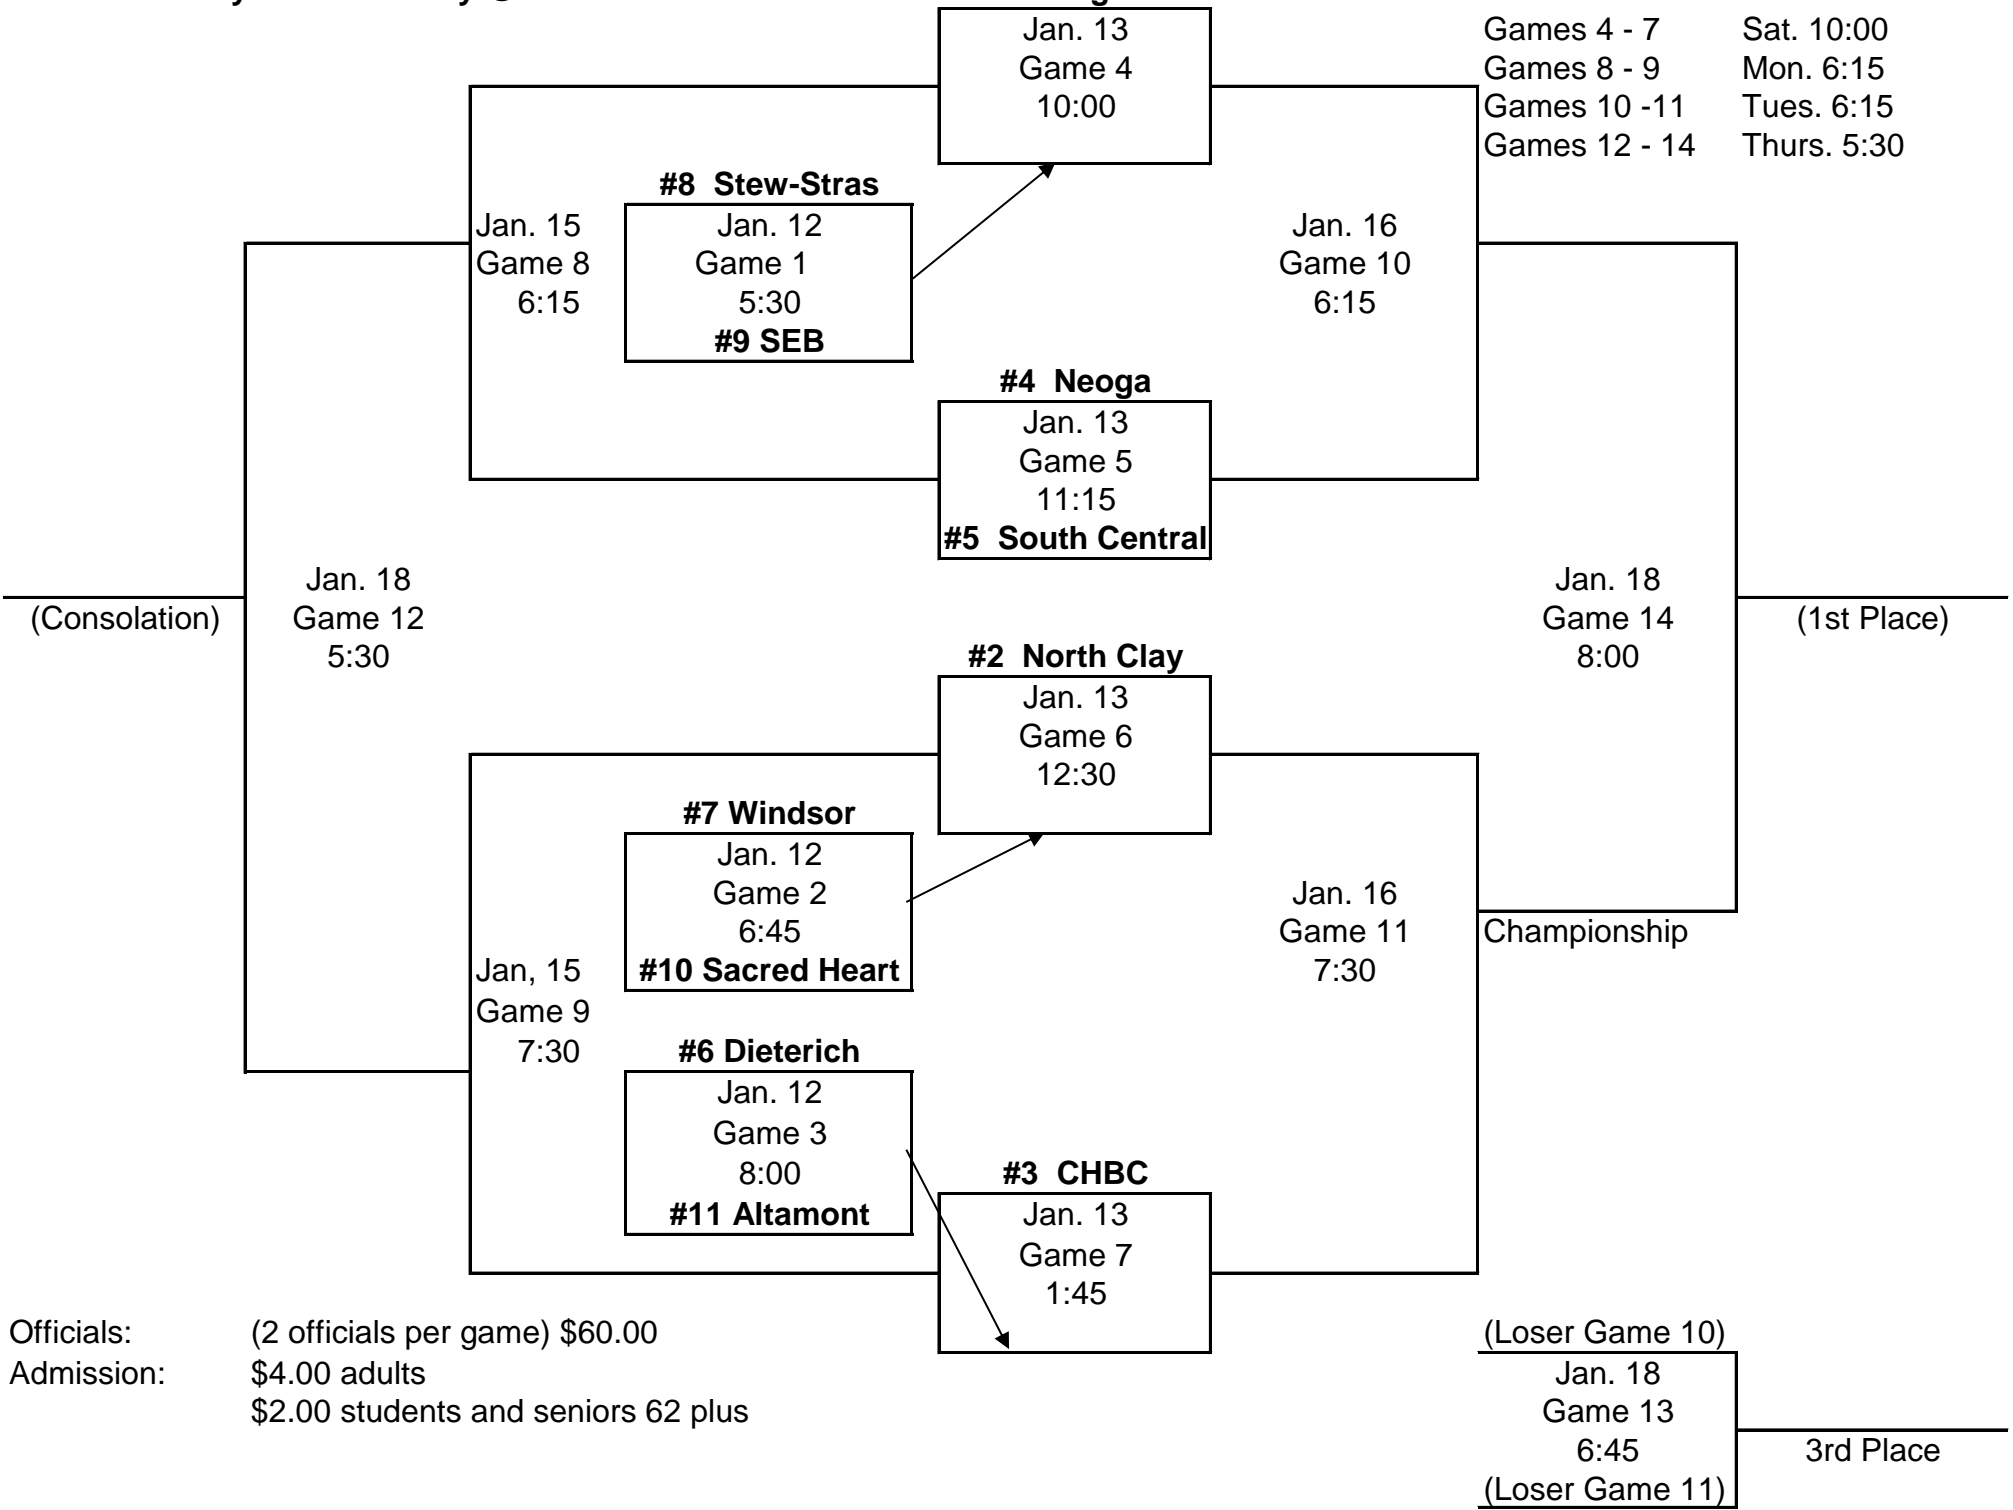 Jan. 13
Game 4
10:00
Games 4 - 7 Sat. 10:00
Games 8 - 9 Mon. 6:15
Games 10 -11 Tues. 6:15
Games 12 - 14 Thurs. 5:30
#8 Stew-Stras
Jan. 15
Game 8
6:15
Jan. 12
Game 1
5:30
#9 SEB
Jan. 16
Game 10
6:15
#4 Neoga
Jan. 13
Game 5
11:15
#5 South Central
(Consolation)
Jan. 18
Game 12
5:30
Jan. 18
Game 14
8:00
(1st Place)
#2 North Clay
Jan. 13
Game 6
12:30
#7 Windsor
Jan. 12
Game 2
6:45
#10 Sacred Heart
Jan. 16
Game 11
7:30
Championship
Jan, 15
Game 9
7:30
#6 Dieterich
Jan. 12
Game 3
8:00
#11 Altamont
#3 CHBC
Jan. 13
Game 7
1:45
Officials: (2 officials per game) $60.00
Admission: $4.00 adults
$2.00 students and seniors 62 plus
(Loser Game 10)
Jan. 18
Game 13
6:45
(Loser Game 11)
3rd Place